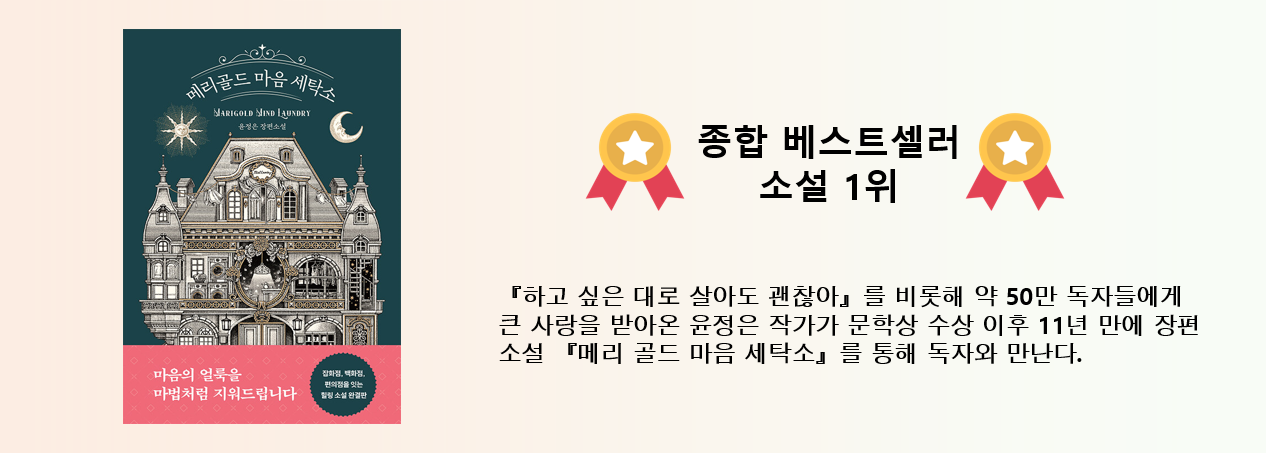 메리골드 마음 세탁소
MARIGOLD MIND LAUNDRY
윤정은 장편소설
마음의 얼룩을
마법처럼 지워드립니다
잡화점, 백화점,
편의점을 잇는
힐링 소설 완결판
종합 베스트셀러
소설 1위
『하고 싶은 대로 살아도 괜찮아』를 비롯해 약 50만 독자들에게
큰 사랑을 받아온 윤정은 작가가 문학상 수상 이후 11년 만에 장편
소설 『메리 골드 마음 세탁소』를 통해 독자와 만난다.